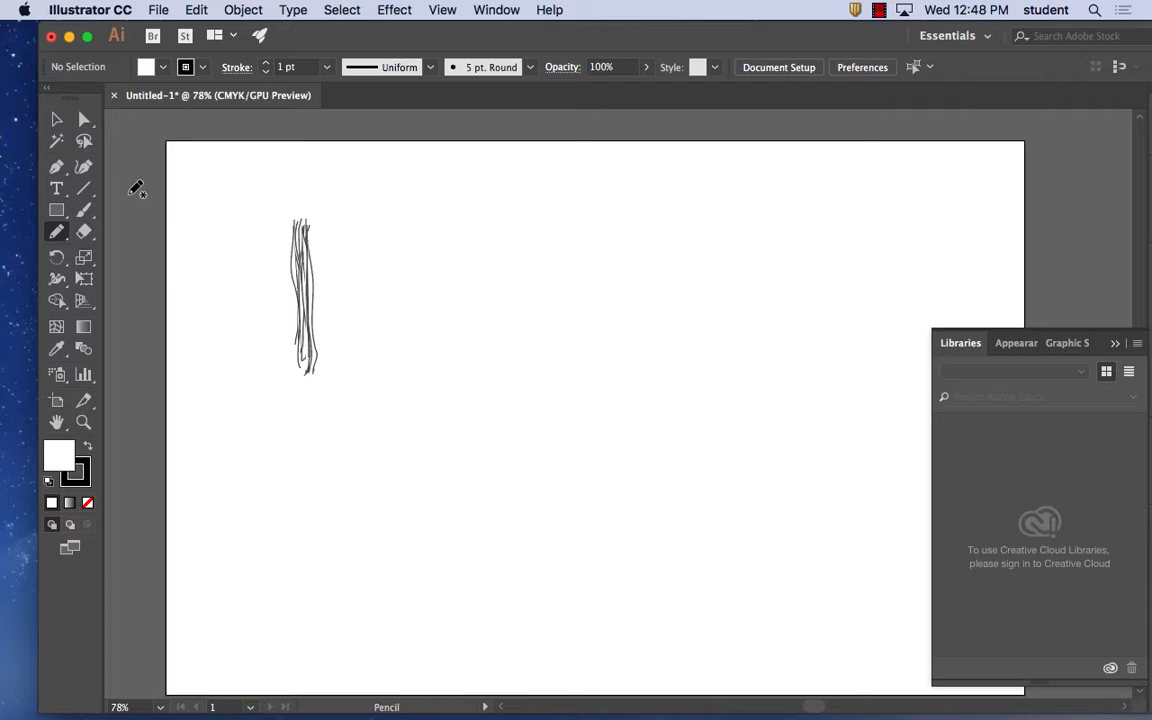 Illustrator CC File Edit Object Type Select Effect View Window Help Wed 12:48 PM student
Ai Br St Essentials Search Adobe Stock
No Selection Stroke: 1 pt Uniform 5 pt. Round Opacity: 100% Style: Document Setup Preferences
Untitled-1* @ 78% (CMYK/GPU Preview)
Libraries Appearar Graphic S
Search Adobe Stock
To use Creative Cloud Libraries,
please sign in to Creative Cloud
78% 1 Pencil